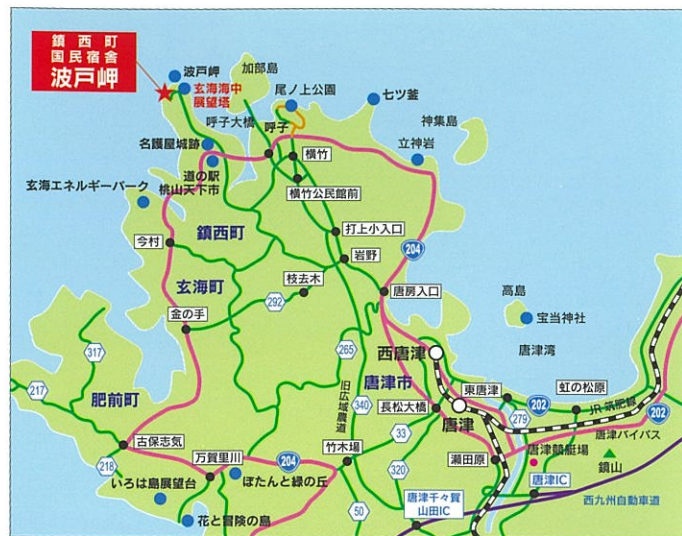 鎮西町
国民宿舎
波戸岬
波戸岬
加部島
玄海海中
展望塔
尾ノ上公園
七ツ釜
呼子大橋
呼子
神集島
名護屋城跡
横竹
立神岩
道の駅
桃山天下市
横竹公民館前
玄海エネルギーパーク
鎮西町
打上小入口
今村
岩野
204
玄海町
枝去木
唐房入口
高島
292
金の手
宝当神社
317
265
西唐津
唐津湾
217
肥前町
旧広域農道
唐津市
東唐津
虹の松原
340
長松大橋
唐津
279
202
JR筑肥線
202
古保志気
33
唐津バイパス
218
万賀里川
204
竹木場
瀬田原
唐津競艇場
鏡山
いろは島展望台
ぼたんと緑の丘
320
唐津千々賀
山田IC
唐津IC
西九州自動車道
花と冒険の島
50